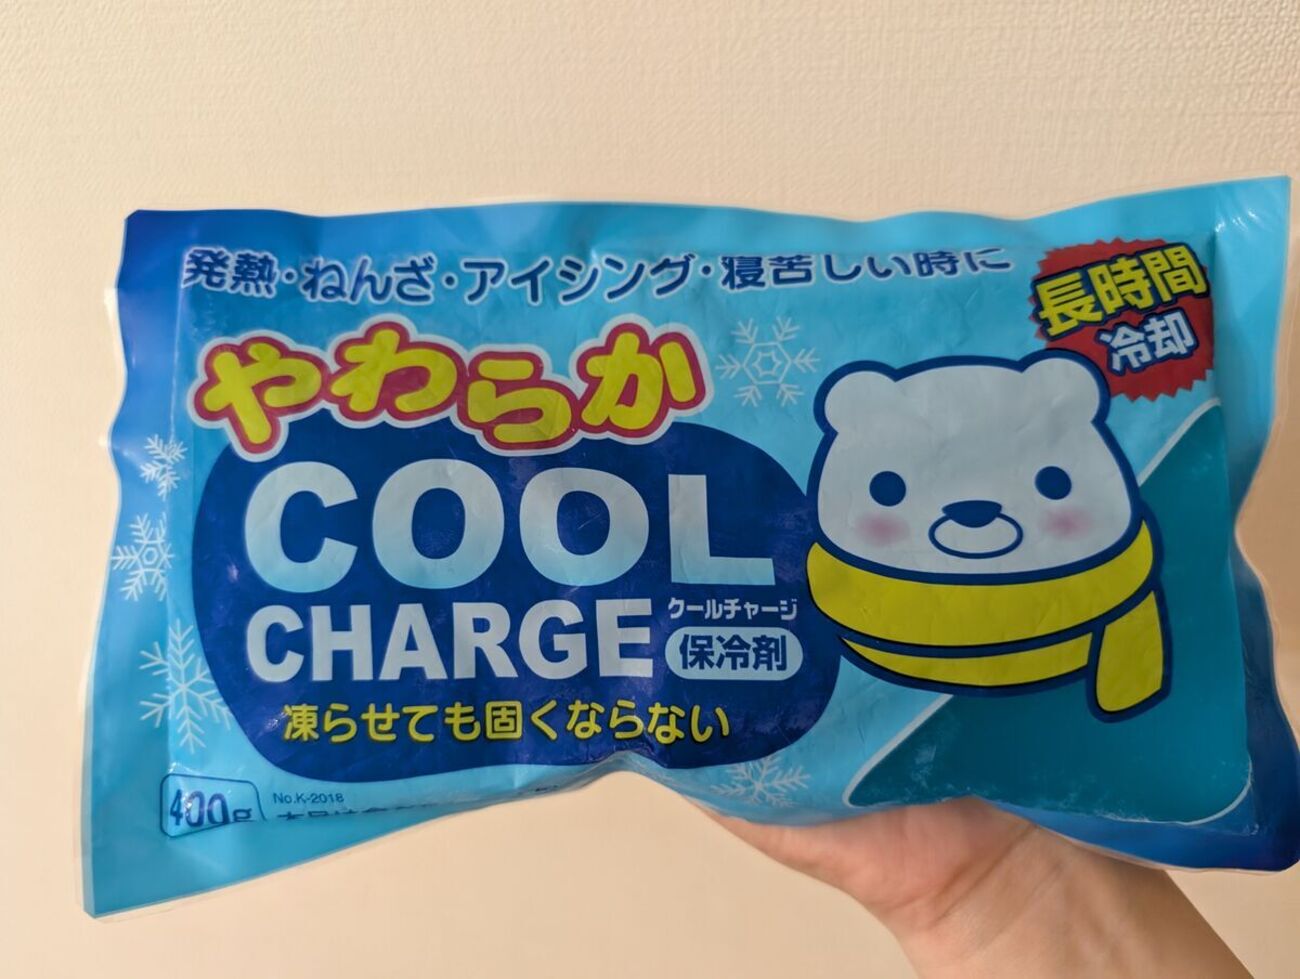 発熱・ねんざ・アイシング・寝苦しい時に
長時間
冷却
やわらか
COOL
CHARGE
クールチャージ
保冷剤
凍らせても固くならない
400g
No.K-2018